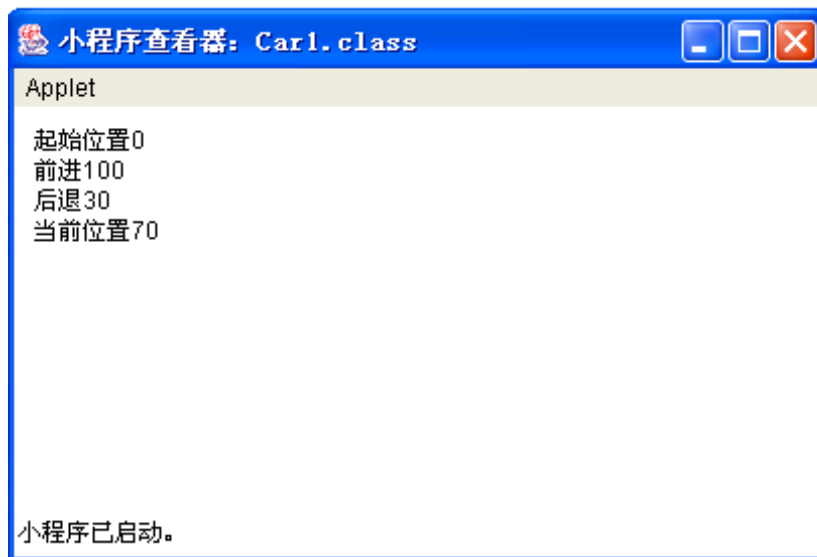 小程序查看器: Car1.class
Applet
起始位置0
前进100
后退30
当前位置70
小程序已启动。